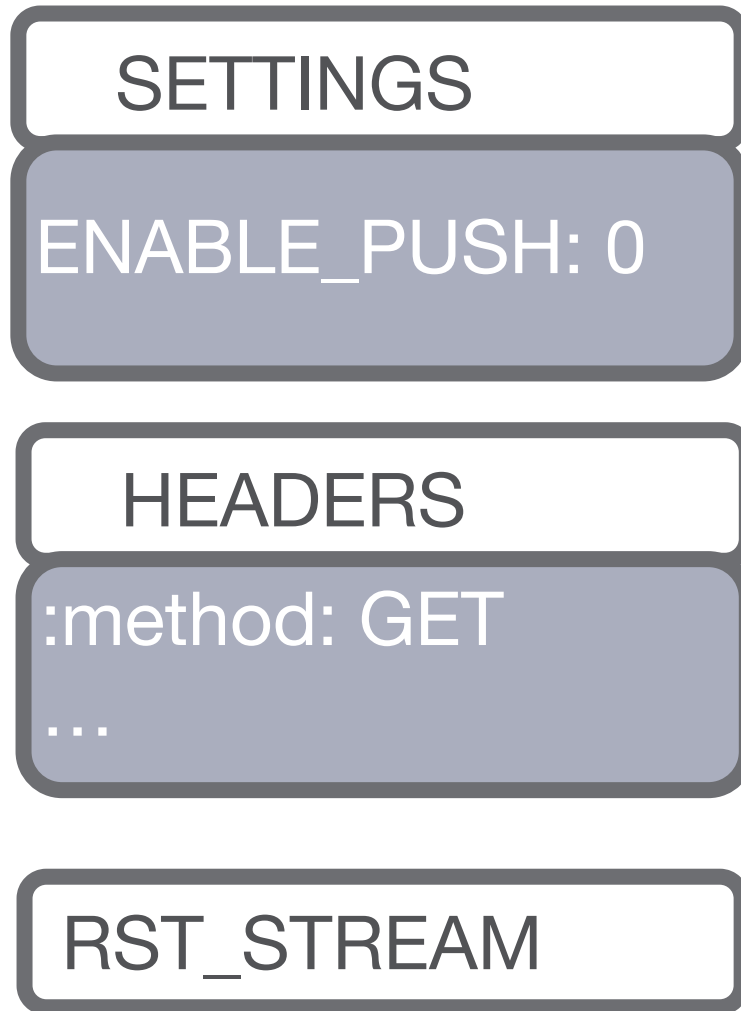 SETTINGS
ENABLE_PUSH: 0
HEADERS
:method: GET
…
RST_STREAM